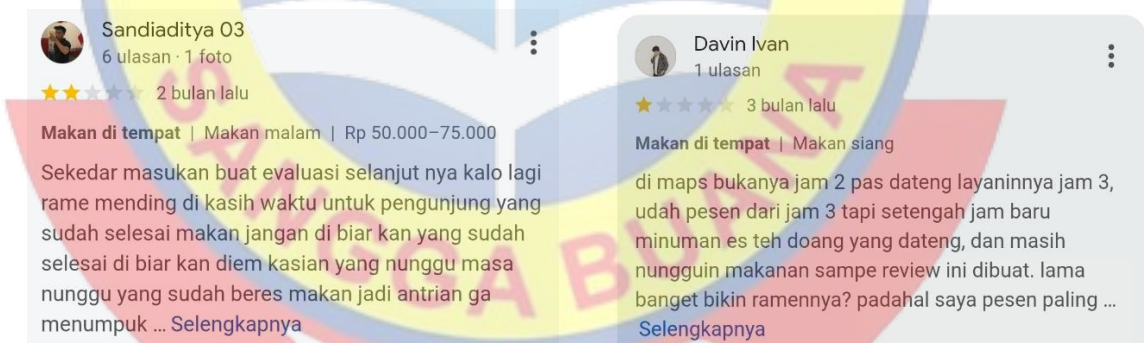 Sandiaditya 03
6 ulasan · 1 foto
2 bulan lalu
Makan di tempat | Makan malam | Rp 50.000–75.000
Sekedar masukan buat evaluasi selanjut nya kalo lagi
rame mending di kasih waktu untuk pengunjung yang
sudah selesai makan jangan di biar kan yang sudah
selesai di biar kan diem kasian yang nunggu masa
nunggu yang sudah beres makan jadi antrian ga
menumpuk ... Selengkapnya
Davin Ivan
1 ulasan
3 bulan lalu
Makan di tempat | Makan siang
di maps bukanya jam 2 pas dateng layaninnya jam 3,
udah pesen dari jam 3 tapi setengah jam baru
minuman es teh doang yang dateng, dan masih
nungguin makanan sampe review ini dibuat. lama
banget bikin ramennya? padahal saya pesen paling ...
Selengkapnya
SANGGA BUANA